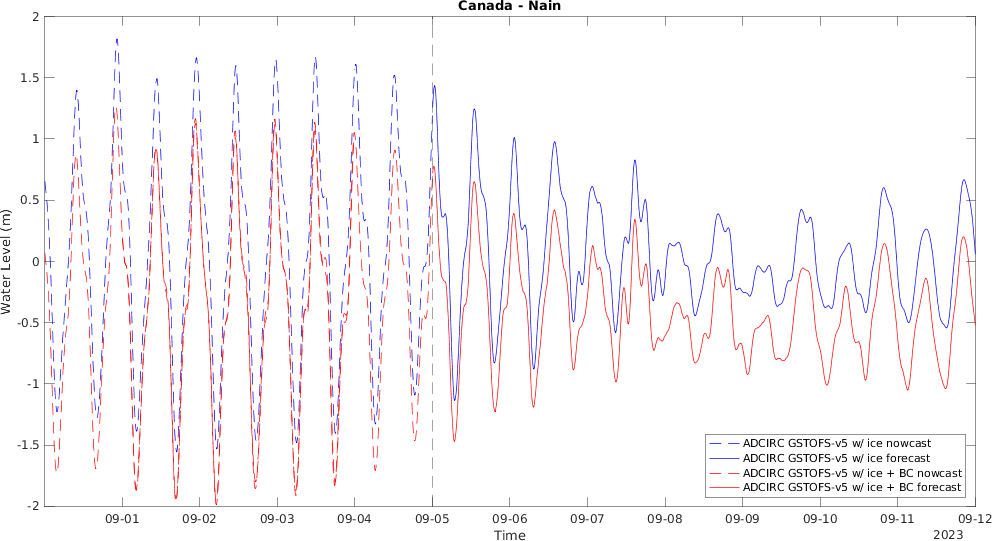 Canada - Nain
2
1.5
1
0.5
0
-0.5
-1
-1.5
-2
Water Level (m)
ADCIRC GSTOFS-v5 w/ ice nowcast
ADCIRC GSTOFS-v5 w/ ice forecast
ADCIRC GSTOFS-v5 w/ ice + BC nowcast
ADCIRC GSTOFS-v5 w/ ice + BC forecast
09-01 09-02 09-03 09-04 09-05 09-06 09-07 09-08 09-09 09-10 09-11 09-12
Time
2023